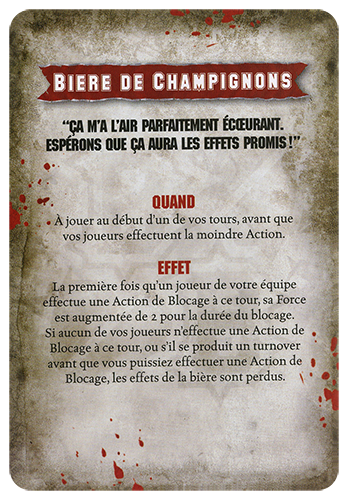 BIERE DE CHAMPIGNONS
"ÇA M'A L'AIR PARFAITEMENT ÉCŒURANT.
ESPÉRONS QUE ÇA AURA LES EFFETS PROMIS !"
QUAND
À jouer au début d'un de vos tours, avant que
vos joueurs effectuent la moindre Action.
EFFET
La première fois qu'un joueur de votre équipe
effectue une Action de Blocage à ce tour, sa Force
est augmentée de 2 pour la durée du blocage.
Si aucun de vos joueurs n'effectue une Action de
Blocage à ce tour, ou s'il se produit un turnover
avant que vous puissiez effectuer une Action de
Blocage, les effets de la bière sont perdus.